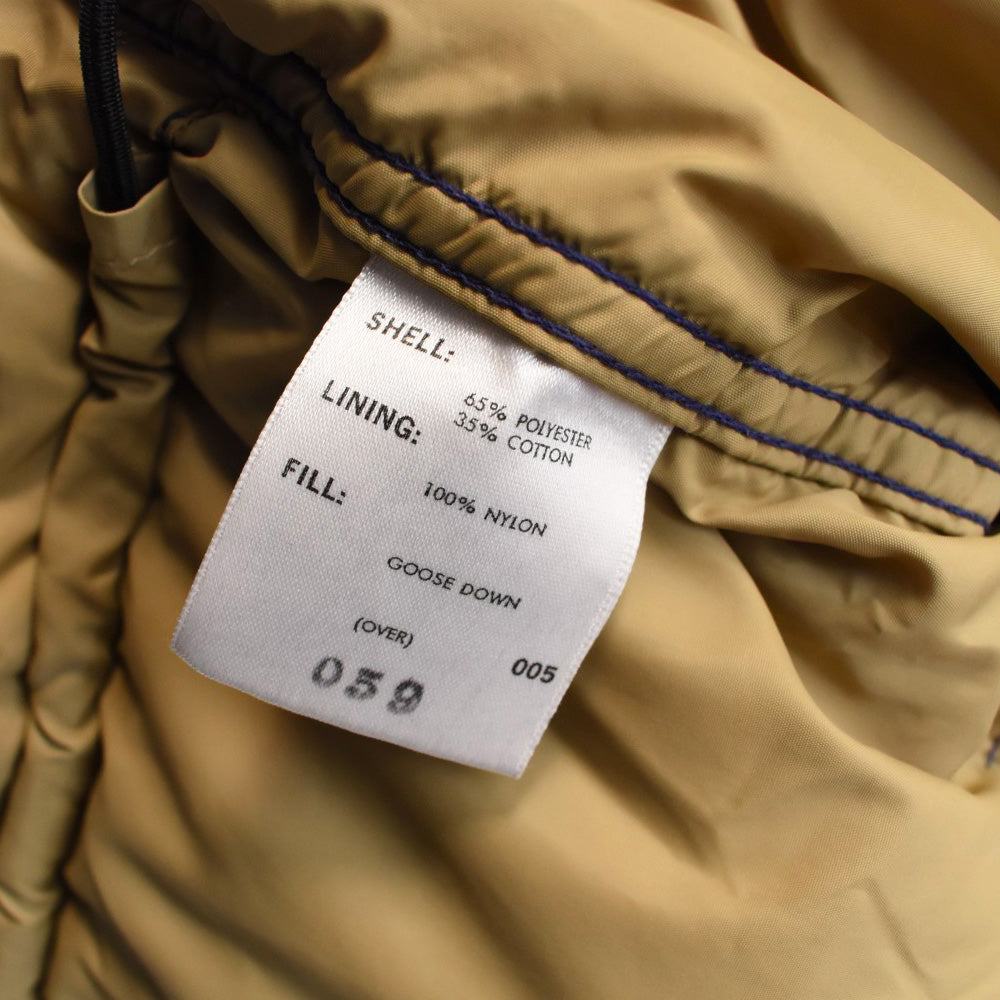 SHELL:
65% POLYESTER
35% COTTON
LINING:
100% NYLON
FILL:
GOOSE DOWN
(OVER)
005
059